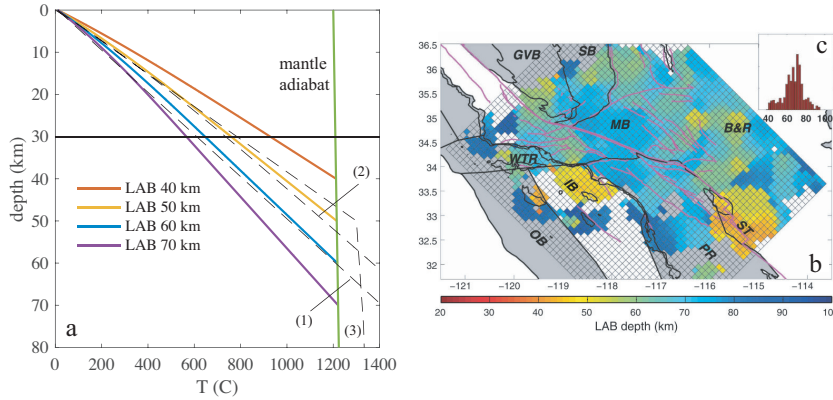 0
10
20
30
40
50
60
70
80
depth (km)
mantle
adiabat
LAB 40 km
LAB 50 km
LAB 60 km
LAB 70 km
(2)
(1)
(3)
a
0 200 400 600 800 1000 1200 1400
T (C)
36.5
36
35.5
35
34.5
34
33.5
33
32.5
32
GVB
SB
MB
B&R
WTR
IB
OB
PR
ST
c
40 60 80 100
b
-121 -120 -119 -118 -117 -116 -115 -114
20 30 40 50 60 70 80 90 10
LAB depth (km)